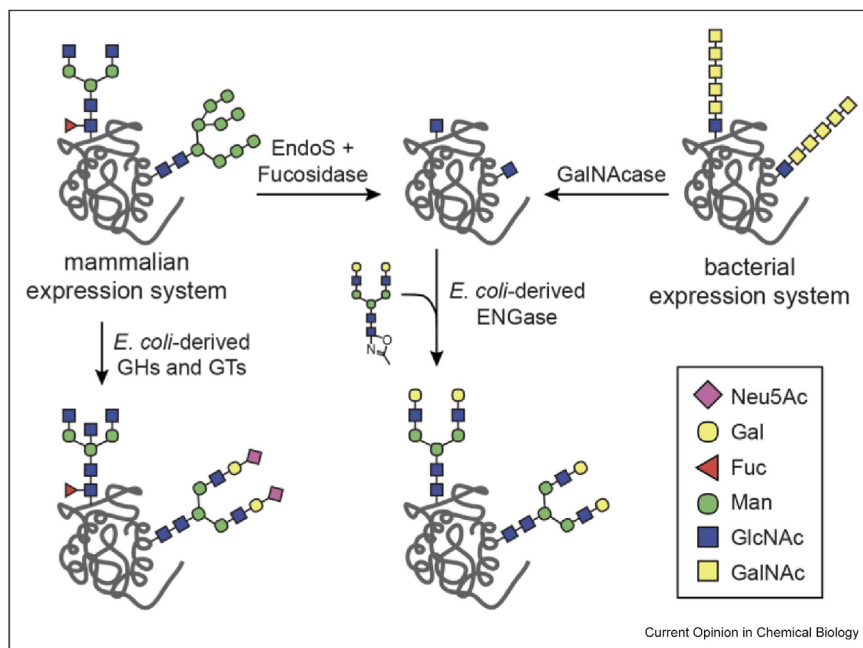 EndoS +
Fucosidase
GalNAcase
mammalian
expression system
bacterial
expression system
E. coli-derived
ENGase
N
O
E. coli-derived
GHs and GTs
Neu5Ac
Gal
Fuc
Man
GlcNAc
GalNAc
Current Opinion in Chemical Biology